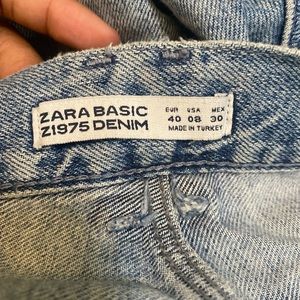 ZARA BASIC
Z1975 DENIM
EUR USA MEX
40 08 30
MADE IN TURKEY